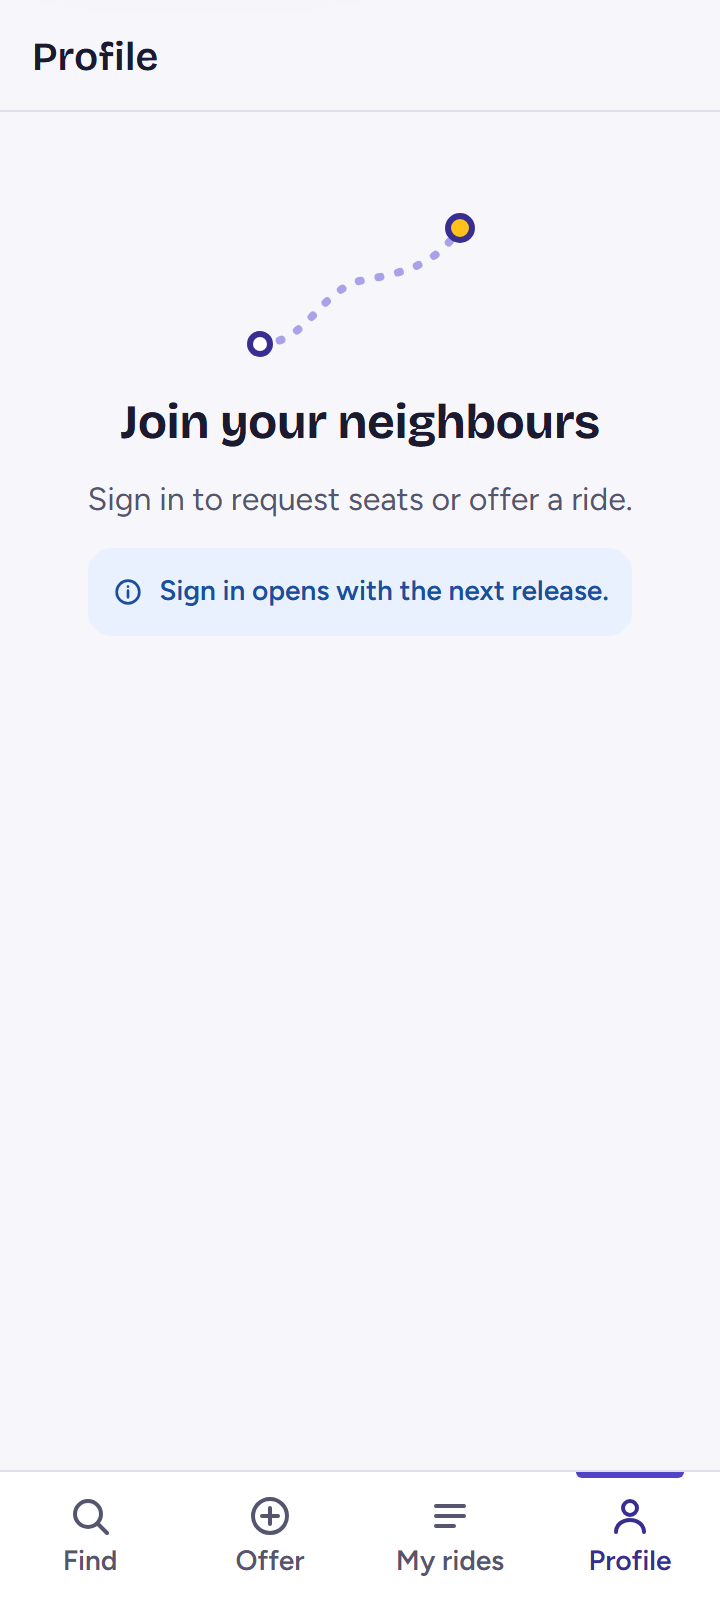 Profile
Join your neighbours
Sign in to request seats or offer a ride.
Sign in opens with the next release.
Find
Offer
My rides
Profile